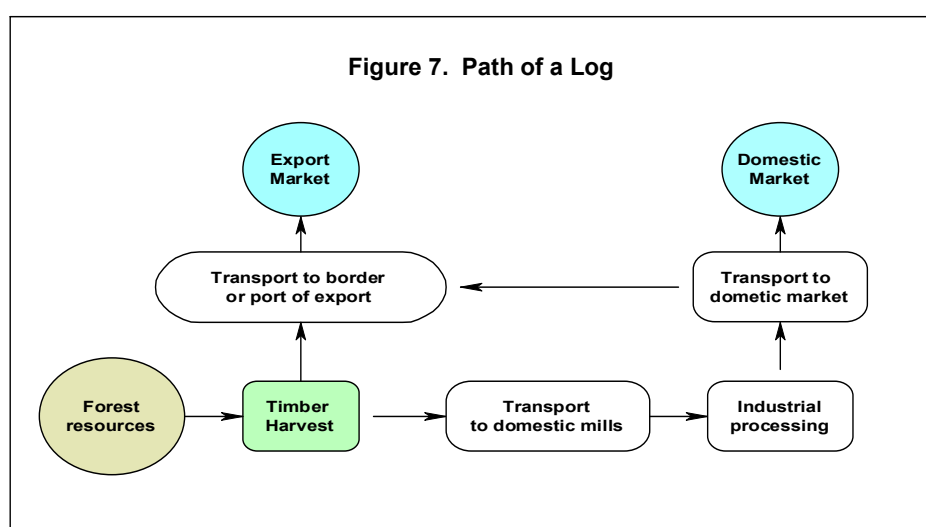 Figure 7. Path of a Log
Export
Market
Domestic
Market
Transport to border
or port of export
Transport to
dometic market
Forest
resources
Timber
Harvest
Transport
to domestic mills
Industrial
processing